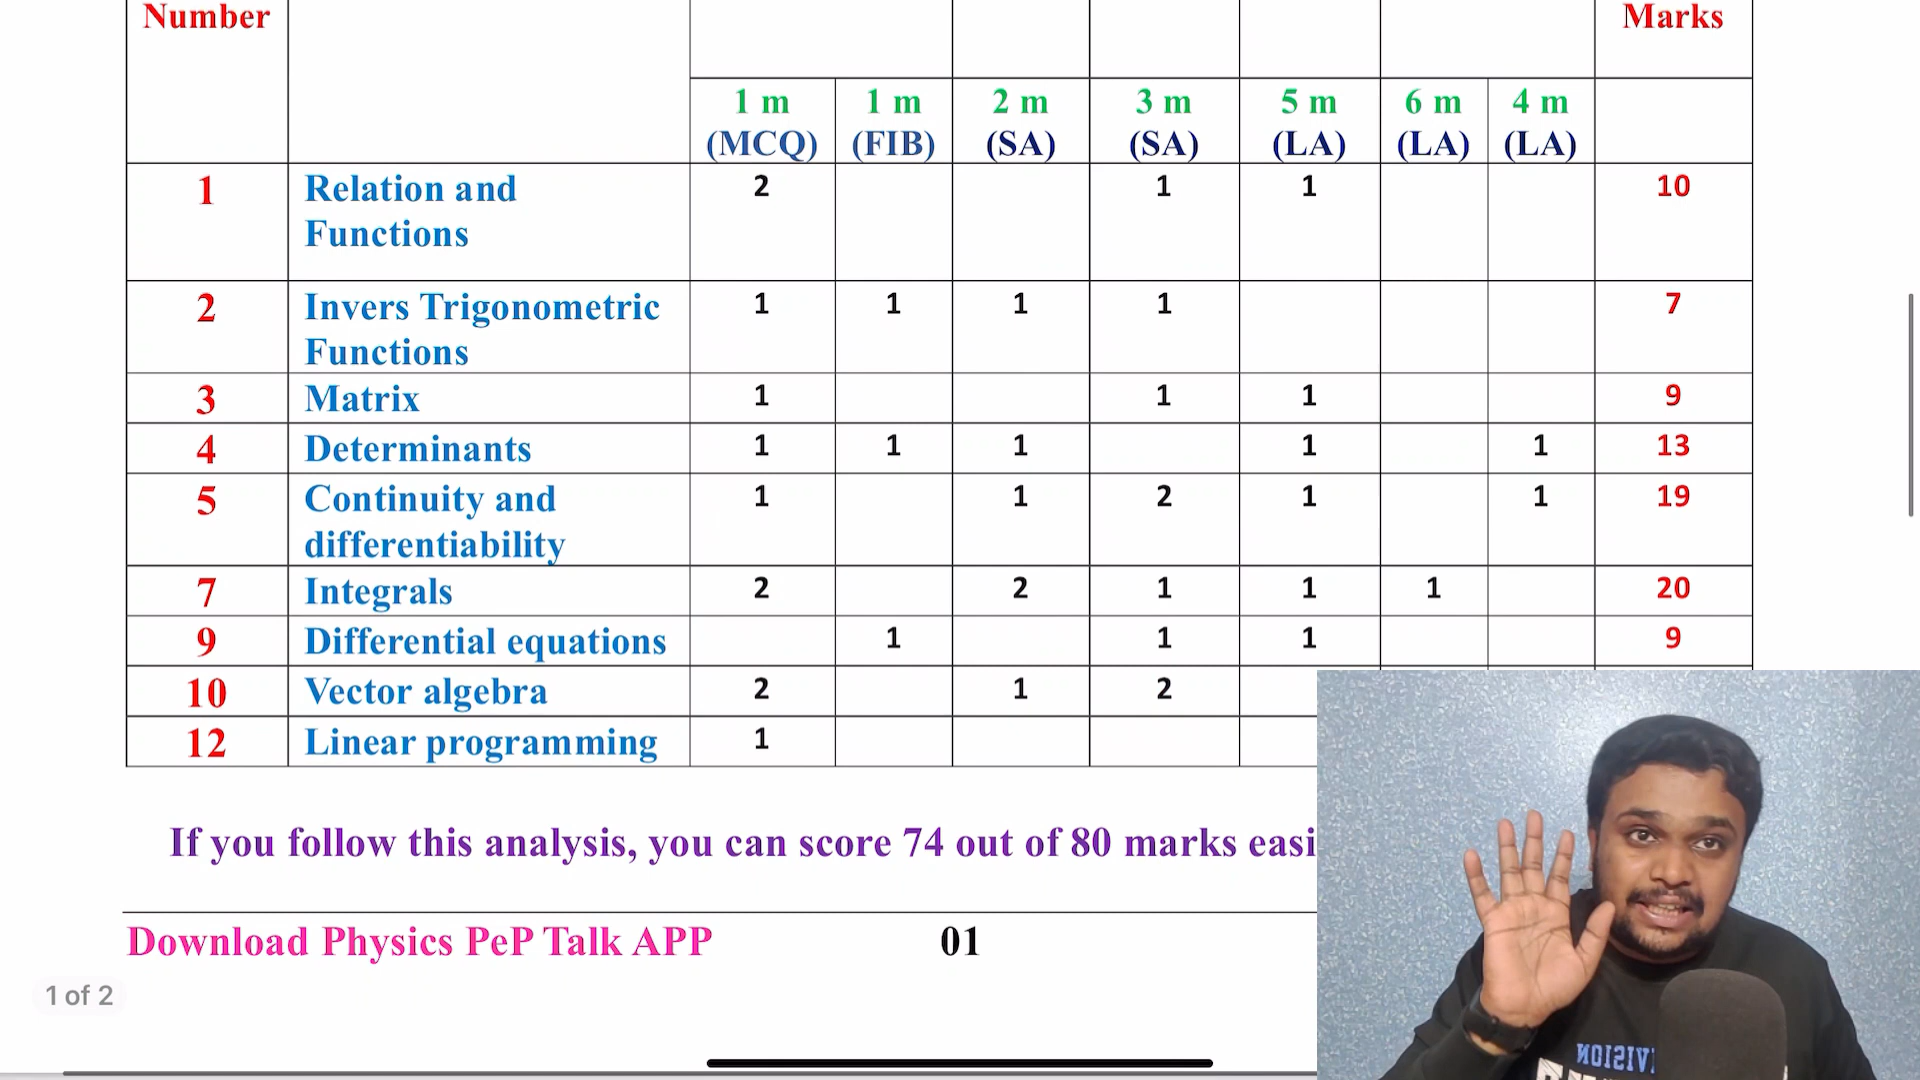 Number Marks
1 m 1 m 2 m 3 m 5 m 6 m 4 m
(MCQ) (FIB) (SA) (SA) (LA) (LA) (LA)
1 Relation and 2 1 1 10
Functions
2 Invers Trigonometric 1 1 1 1 7
Functions
3 Matrix 1 1 1 9
4 Determinants 1 1 1 1 1 13
5 Continuity and 1 1 2 1 1 19
differentiability
7 Integrals 2 2 1 1 1 20
9 Differential equations 1 1 1 9
10 Vector algebra 2 1 2
12 Linear programming 1
If you follow this analysis, you can score 74 out of 80 marks easi
Download Physics PeP Talk APP 01
1 of 2